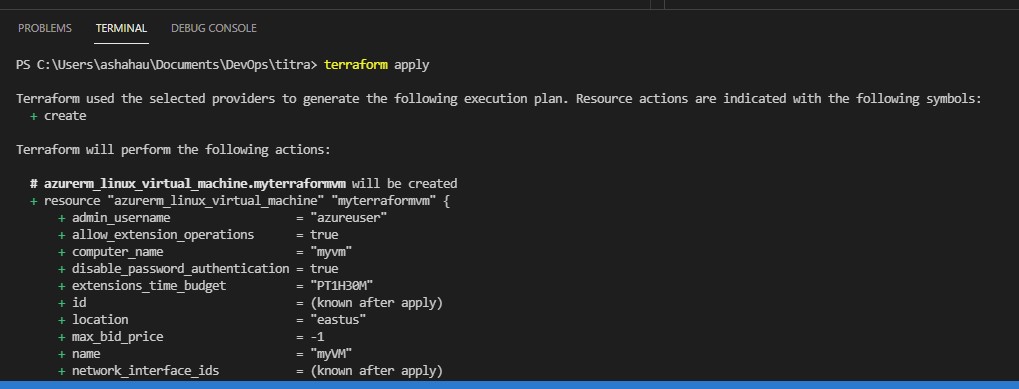 PROBLEMS TERMINAL DEBUG CONSOLE
PS C:\Users\ashahau\Documents\DevOps\titra> terraform apply
Terraform used the selected providers to generate the following execution plan. Resource actions are indicated with the following symbols:
+ create
Terraform will perform the following actions:
# azurerm_linux_virtual_machine.myterraformvm will be created
+ resource "azurerm_linux_virtual_machine" "myterraformvm" {
+ admin_username = "azureuser"
+ allow_extension_operations = true
+ computer_name = "myvm"
+ disable_password_authentication = true
+ extensions_time_budget = "PT1H30M"
+ id = (known after apply)
+ location = "eastus"
+ max_bid_price = -1
+ name = "myVM"
+ network_interface_ids = (known after apply)